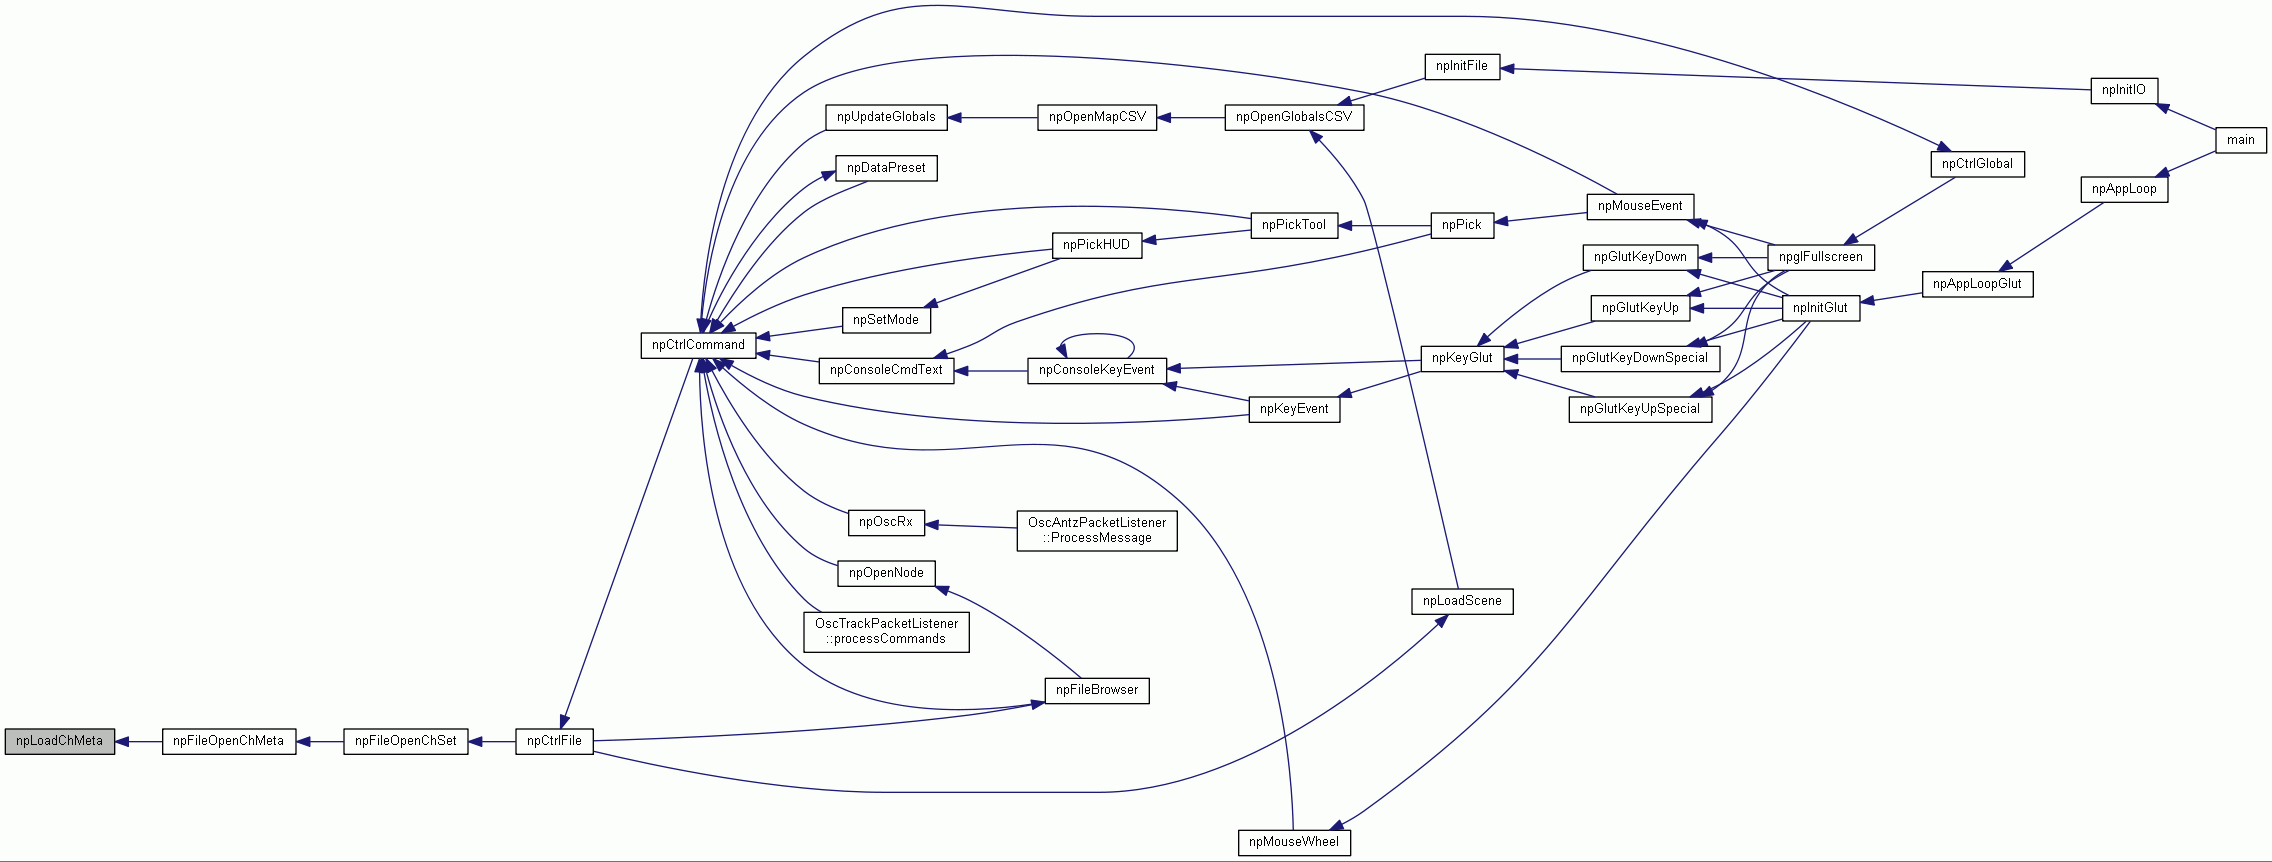 npInitFile
npInitIO
npUpdateGlobals
npOpenMapCSV
npOpenGlobalsCSV
main
npDataPreset
npCtrlGlobal
npAppLoop
npMouseEvent
npPickTool
npPick
npPickHUD
npGlutKeyDown
npglFullscreen
npAppLoopGlut
npGlutKeyUp
npInitGlut
npSetMode
npCtrlCommand
npKeyGlut
npGlutKeyDownSpecial
npConsoleCmdText
npConsoleKeyEvent
npKeyEvent
npGlutKeyUpSpecial
npOscRx
OscAntzPacketListener
::ProcessMessage
npOpenNode
npLoadScene
OscTrackPacketListener
::processCommands
npFileBrowser
npLoadChMeta
npFileOpenChMeta
npFileOpenChSet
npCtrlFile
npMouseWheel